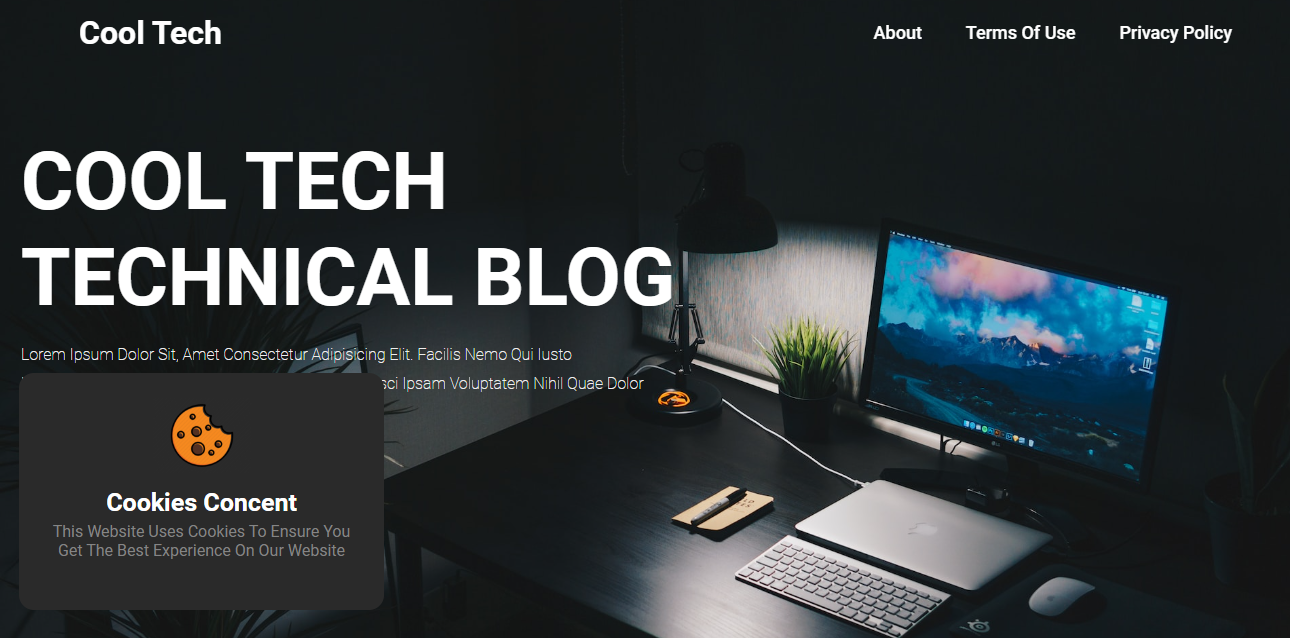 Cool Tech
About Terms Of Use Privacy Policy
COOL TECH
TECHNICAL BLOG
Lorem Ipsum Dolor Sit, Amet Consectetur Adipisicing Elit. Facilis Nemo Qui Iusto
Ipsam Voluptatem Nihil Quae Dolor
Cookies Concent
This Website Uses Cookies To Ensure You
Get The Best Experience On Our Website